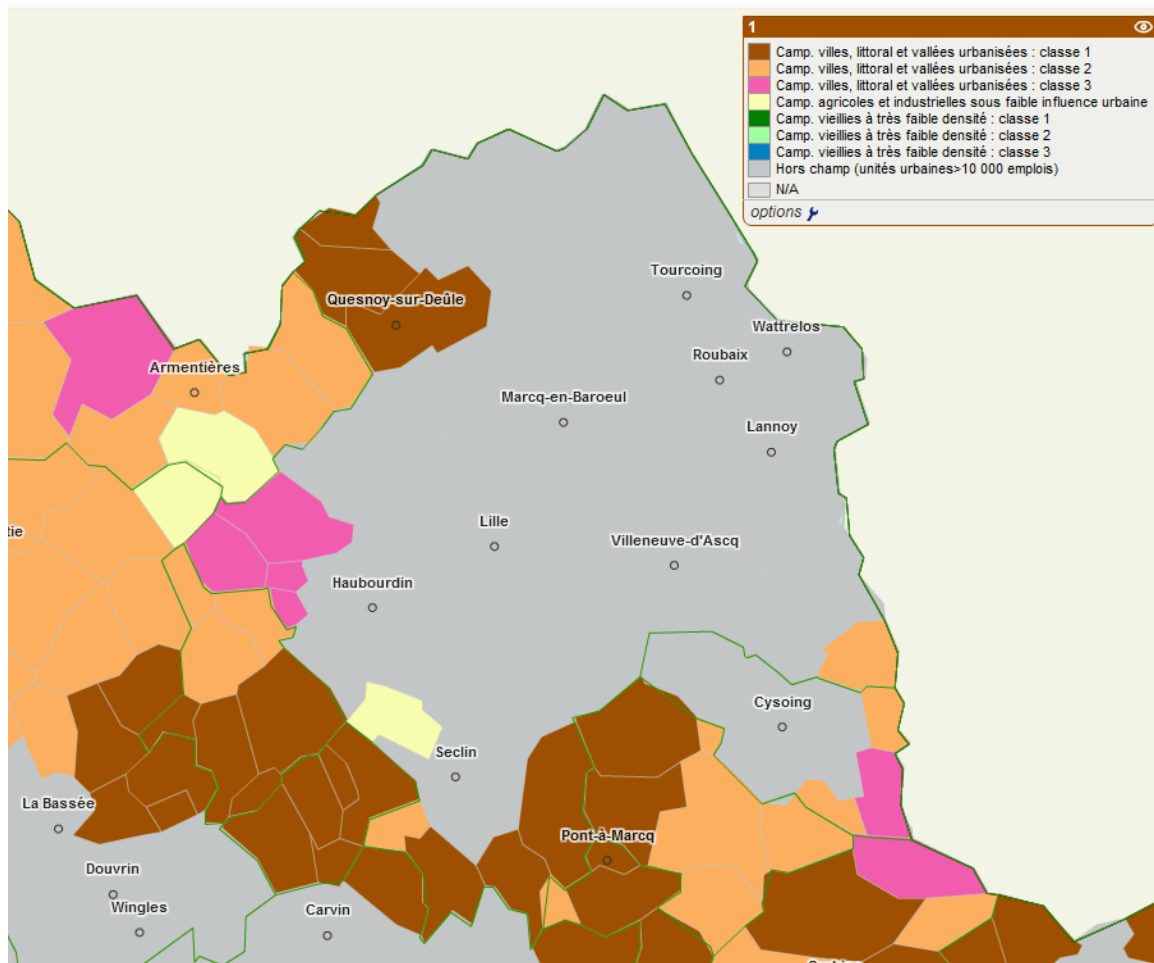 1
Camp. villes, littoral et vallées urbanisées : classe 1
Camp. villes, littoral et vallées urbanisées : classe 2
Camp. villes, littoral et vallées urbanisées : classe 3
Camp. agricoles et industrielles sous faible influence urbaine
Camp. vieillies à très faible densité : classe 1
Camp. vieillies à très faible densité : classe 2
Camp. vieillies à très faible densité : classe 3
Hors champ (unités urbaines>10 000 emplois)
N/A
options
Tourcoing
Quesnoy-sur-Deûle
Wattrelos
Roubaix
Armentières
Marcq-en-Baroeul
Lannoy
Lille
tie
Villeneuve-d'Ascq
Haubourdin
Cysoing
Seclin
La Bassée
Pont-à-Marcq
Douvrin
Wingles
Carvin